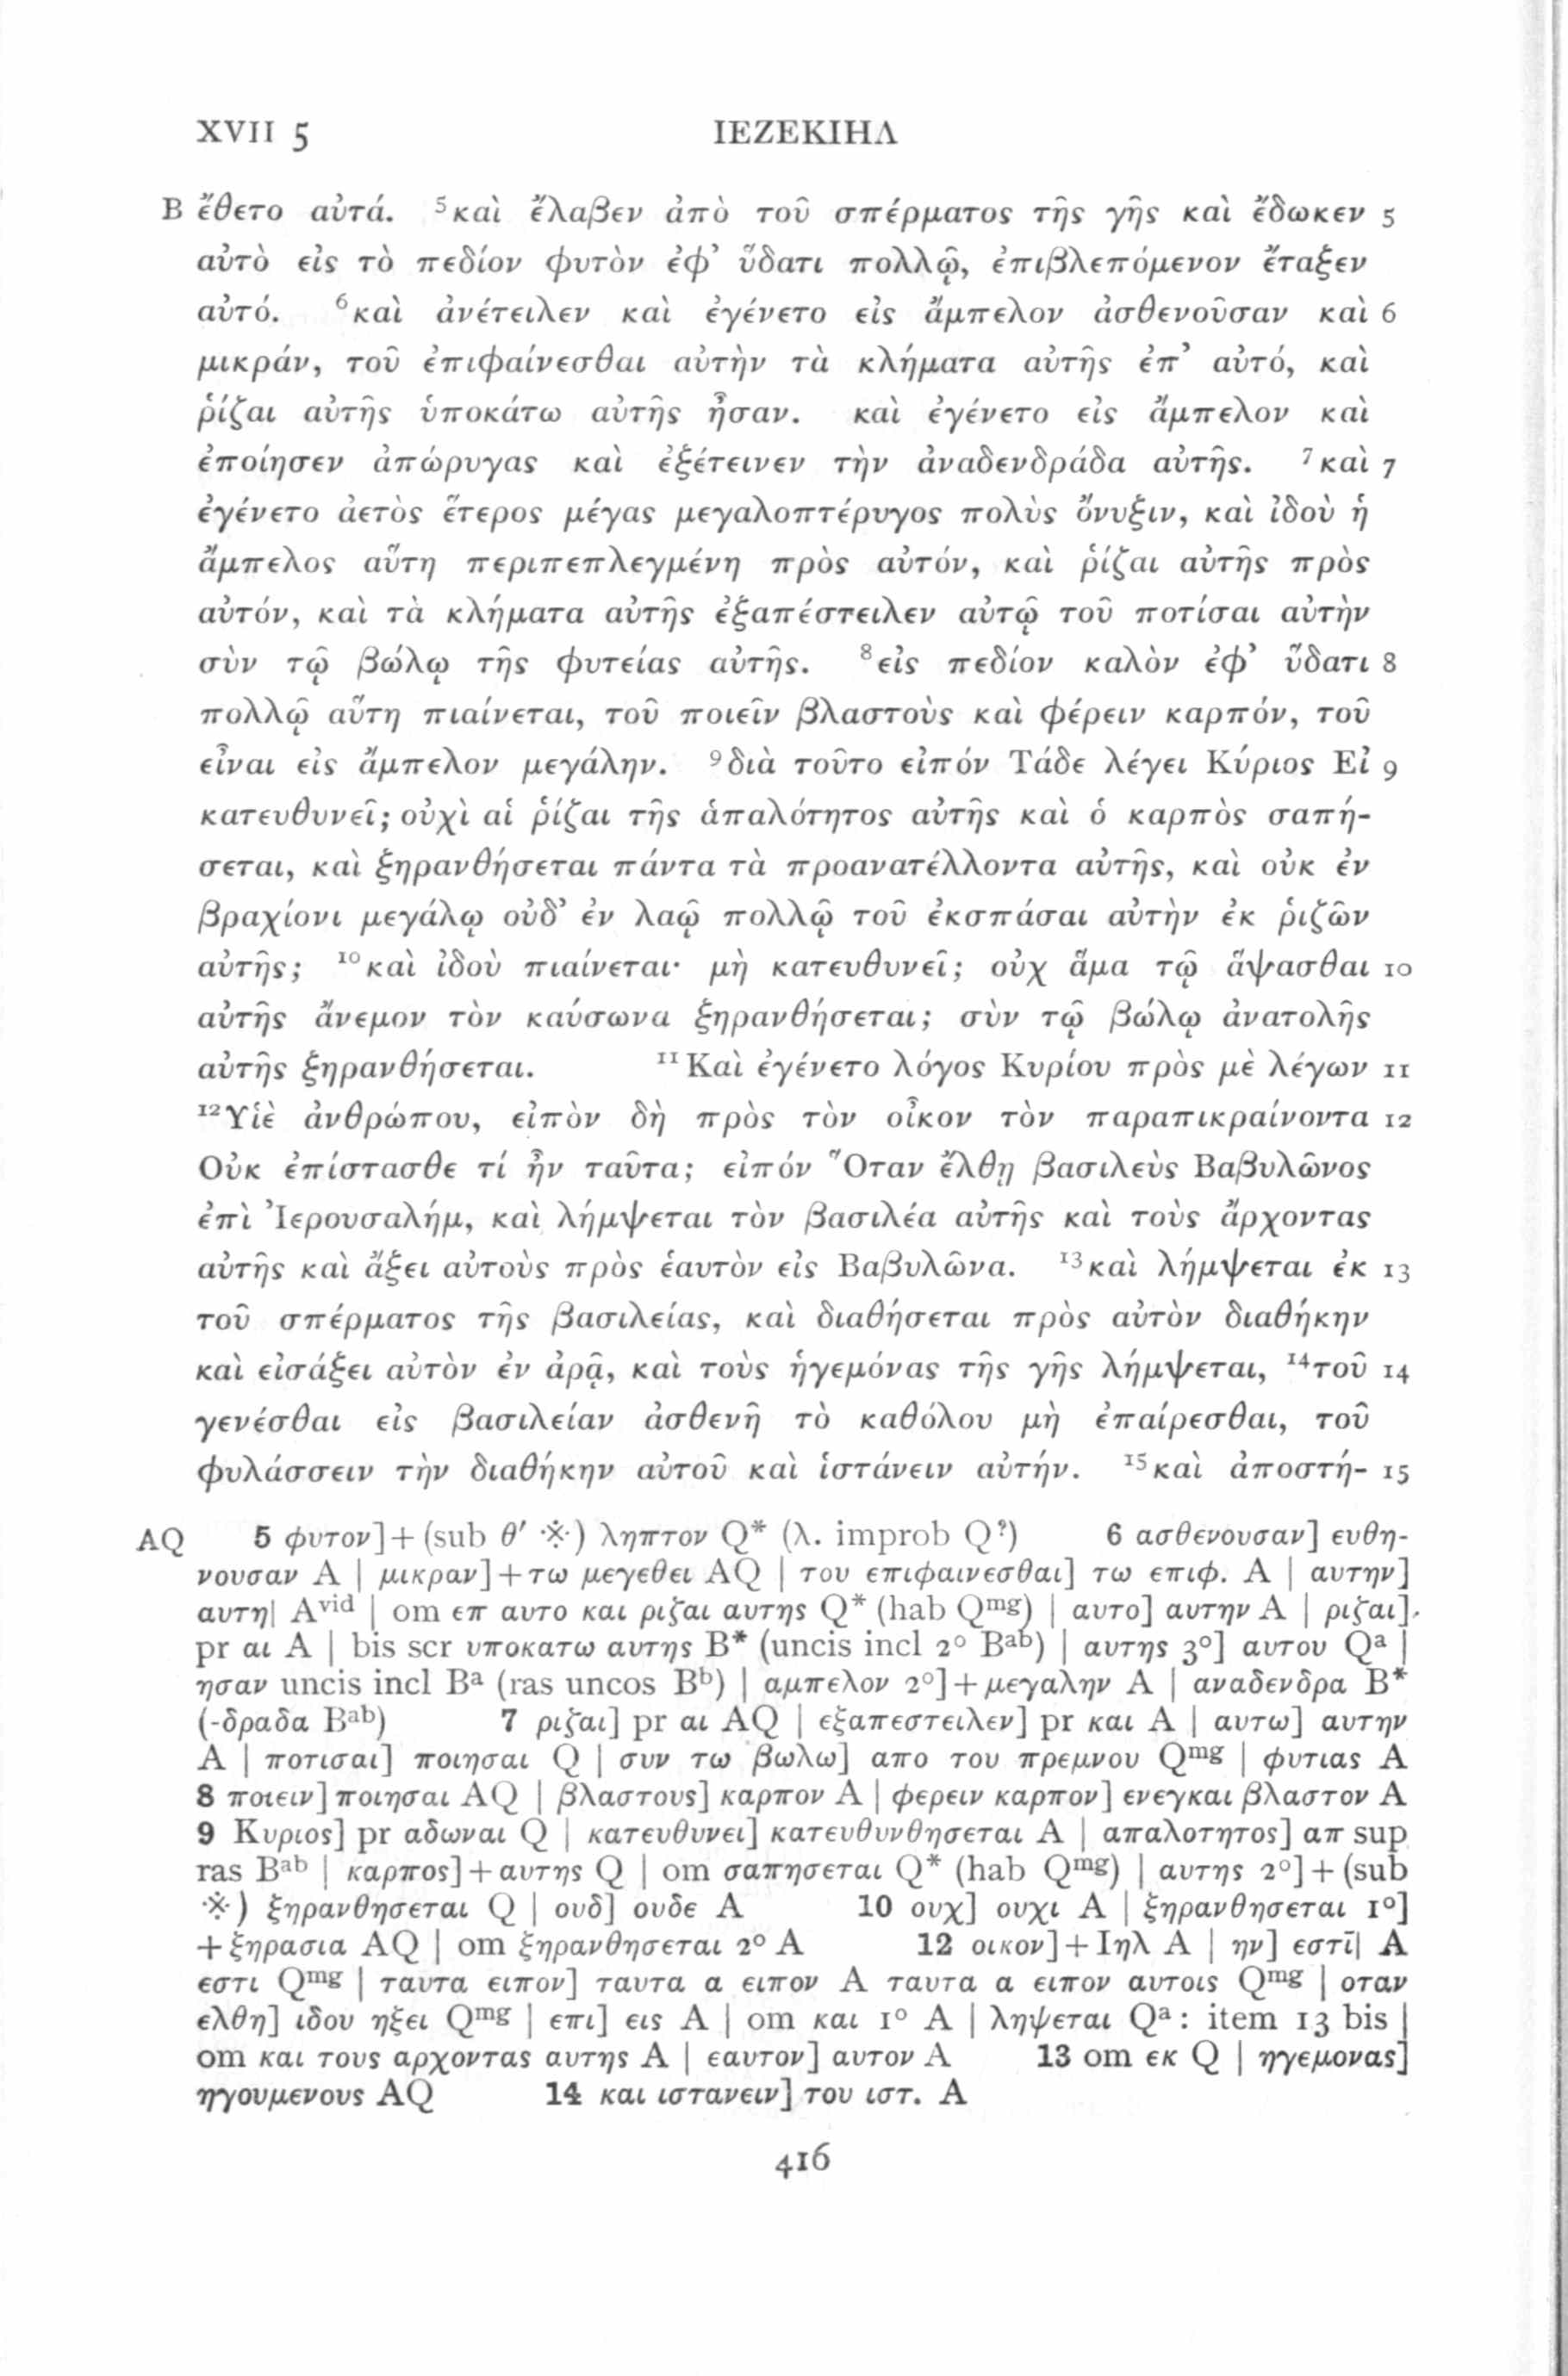 XVII 5 ΙΕΖΕΚΙΗΛ
B ἔθετο αὐτά. ⁵καὶ ἔλαβεν ἀπὸ τοῦ σπέρματος τῆς γῆς καὶ ἔδωκεν 5
αὐτὸ εἰς τὸ πεδίον φυτὸν ἐφ’ ὕδατι πολλῷ, ἐπιβλεπόμενον ἔταξεν
αὐτό. ⁶καὶ ἀνέτειλεν καὶ ἐγένετο εἰς ἄμπελον ἀσθενοῦσαν καὶ 6
μικράν, τοῦ ἐπιφαίνεσθαι αὐτὴν τὰ κλήματα αὐτῆς ἐπ’ αὐτό, καὶ
ῥίζαι αὐτῆς ὑποκάτω αὐτῆς ἦσαν. καὶ ἐγένετο εἰς ἄμπελον καὶ
ἐποίησεν ἀπώρυγας καὶ ἐξέτεινεν τὴν ἀναδενδράδα αὐτῆς. ⁷καὶ 7
ἐγένετο ἀετὸς ἕτερος μέγας μεγαλοπτέρυγος πολὺς ὄνυξιν, καὶ ἰδοὺ ἡ
ἄμπελος αὕτη περιπεπλεγμένη πρὸς αὐτόν, καὶ ῥίζαι αὐτῆς πρὸς
αὐτόν, καὶ τὰ κλήματα αὐτῆς ἐξαπέστειλεν αὐτῷ τοῦ ποτίσαι αὐτὴν
σὺν τῷ βώλῳ τῆς φυτείας αὐτῆς. ⁸εἰς πεδίον καλὸν ἐφ’ ὕδατι 8
πολλῷ αὕτη πιαίνεται, τοῦ ποιεῖν βλαστοὺς καὶ φέρειν καρπόν, τοῦ
εἶναι εἰς ἄμπελον μεγάλην. ⁹διὰ τοῦτο εἰπόν Τάδε λέγει Κύριος Εἰ 9
κατευθυνεῖ; οὐχὶ αἱ ῥίζαι τῆς ἁπαλότητος αὐτῆς καὶ ὁ καρπὸς σαπή-
σεται, καὶ ξηρανθήσεται πάντα τὰ προανατέλλοντα αὐτῆς, καὶ οὐκ ἐν
βραχίονι μεγάλῳ οὐδ’ ἐν λαῷ πολλῷ τοῦ ἐκσπάσαι αὐτὴν ἐκ ῥιζῶν
αὐτῆς; ¹⁰καὶ ἰδοὺ πιαίνεται· μὴ κατευθυνεῖ; οὐχ ἅμα τῷ ἅψασθαι 10
αὐτῆς ἄνεμον τὸν καύσωνα ξηρανθήσεται; σὺν τῷ βώλῳ ἀνατολῆς
αὐτῆς ξηρανθήσεται. ¹¹Καὶ ἐγένετο λόγος Κυρίου πρὸς μὲ λέγων 11
¹²Υἱὲ ἀνθρώπου, εἰπὸν δὴ πρὸς τὸν οἶκον τὸν παραπικραίνοντα 12
Οὐκ ἐπίστασθε τί ἦν ταῦτα; εἰπόν Ὅταν ἔλθῃ βασιλεὺς Βαβυλῶνος
ἐπὶ Ἰερουσαλήμ, καὶ λήμψεται τὸν βασιλέα αὐτῆς καὶ τοὺς ἄρχοντας
αὐτῆς καὶ ἄξει αὐτοὺς πρὸς ἑαυτὸν εἰς Βαβυλῶνα. ¹³καὶ λήμψεται ἐκ 13
τοῦ σπέρματος τῆς βασιλείας, καὶ διαθήσεται πρὸς αὐτὸν διαθήκην
καὶ εἰσάξει αὐτὸν ἐν ἀρᾷ, καὶ τοὺς ἡγεμόνας τῆς γῆς λήμψεται, ¹⁴τοῦ 14
γενέσθαι εἰς βασιλείαν ἀσθενῆ τὸ καθόλου μὴ ἐπαίρεσθαι, τοῦ
φυλάσσειν τὴν διαθήκην αὐτοῦ καὶ ἱστάνειν αὐτήν. ¹⁵καὶ ἀποστή- 15
AQ 5 φυτον]+(sub θ′ ※) ληπτον Q* (λ. improb Q?) 6 ασθενουσαν] ευθη-
νουσαν A | μικραν]+τω μεγεθει AQ | του επιφαινεσθαι] τω επιφ. A | αυτην]
αυτη| Aᵛⁱᵈ | om επ αυτο και ριζαι αυτης Q* (hab Qᵐᵍ) | αυτο] αυτην A | ριζαι]
pr αι A | bis scr υποκατω αυτης B* (uncis incl 2° Bᵃᵇ) | αυτης 3°] αυτου Qᵃ |
ησαν uncis incl Bᵃ (ras uncos Bᵇ) | αμπελον 2°]+μεγαλην A | αναδενδρα B*
(-δραδα Bᵃᵇ) 7 ριζαι] pr αι AQ | εξαπεστειλεν] pr και A | αυτω] αυτην
A | ποτισαι] ποιησαι Q | συν τω βωλω] απο του πρεμνου Qᵐᵍ | φυτιας A
8 ποιειν] ποιησαι AQ | βλαστους] καρπον A | φερειν καρπον] ενεγκαι βλαστον A
9 Κυριος] pr αδωναι Q | κατευθυνει] κατευθυνθησεται A | απαλοτητος] απ sup
ras Bᵃᵇ | καρπος]+αυτης Q | om σαπησεται Q* (hab Qᵐᵍ) | αυτης 2°]+(sub
※) ξηρανθησεται Q | ουδ] ουδε A 10 ουχ] ουχι A | ξηρανθησεται 1°]
+ξηρασια AQ | om ξηρανθησεται 2° A 12 οικον]+Ιηλ A | ην] εστῑ| A
εστι Qᵐᵍ | ταυτα ειπον] ταυτα α ειπον A ταυτα α ειπον αυτοις Qᵐᵍ | οταν
ελθη] ιδου ηξει Qᵐᵍ | επι] εις A | om και 1° A | ληψεται Qᵃ: item 13 bis |
om και τους αρχοντας αυτης A | εαυτον] αυτον A 13 om εκ Q | ηγεμονας]
ηγουμενους AQ 14 και ιστανειν] του ιστ. A
416